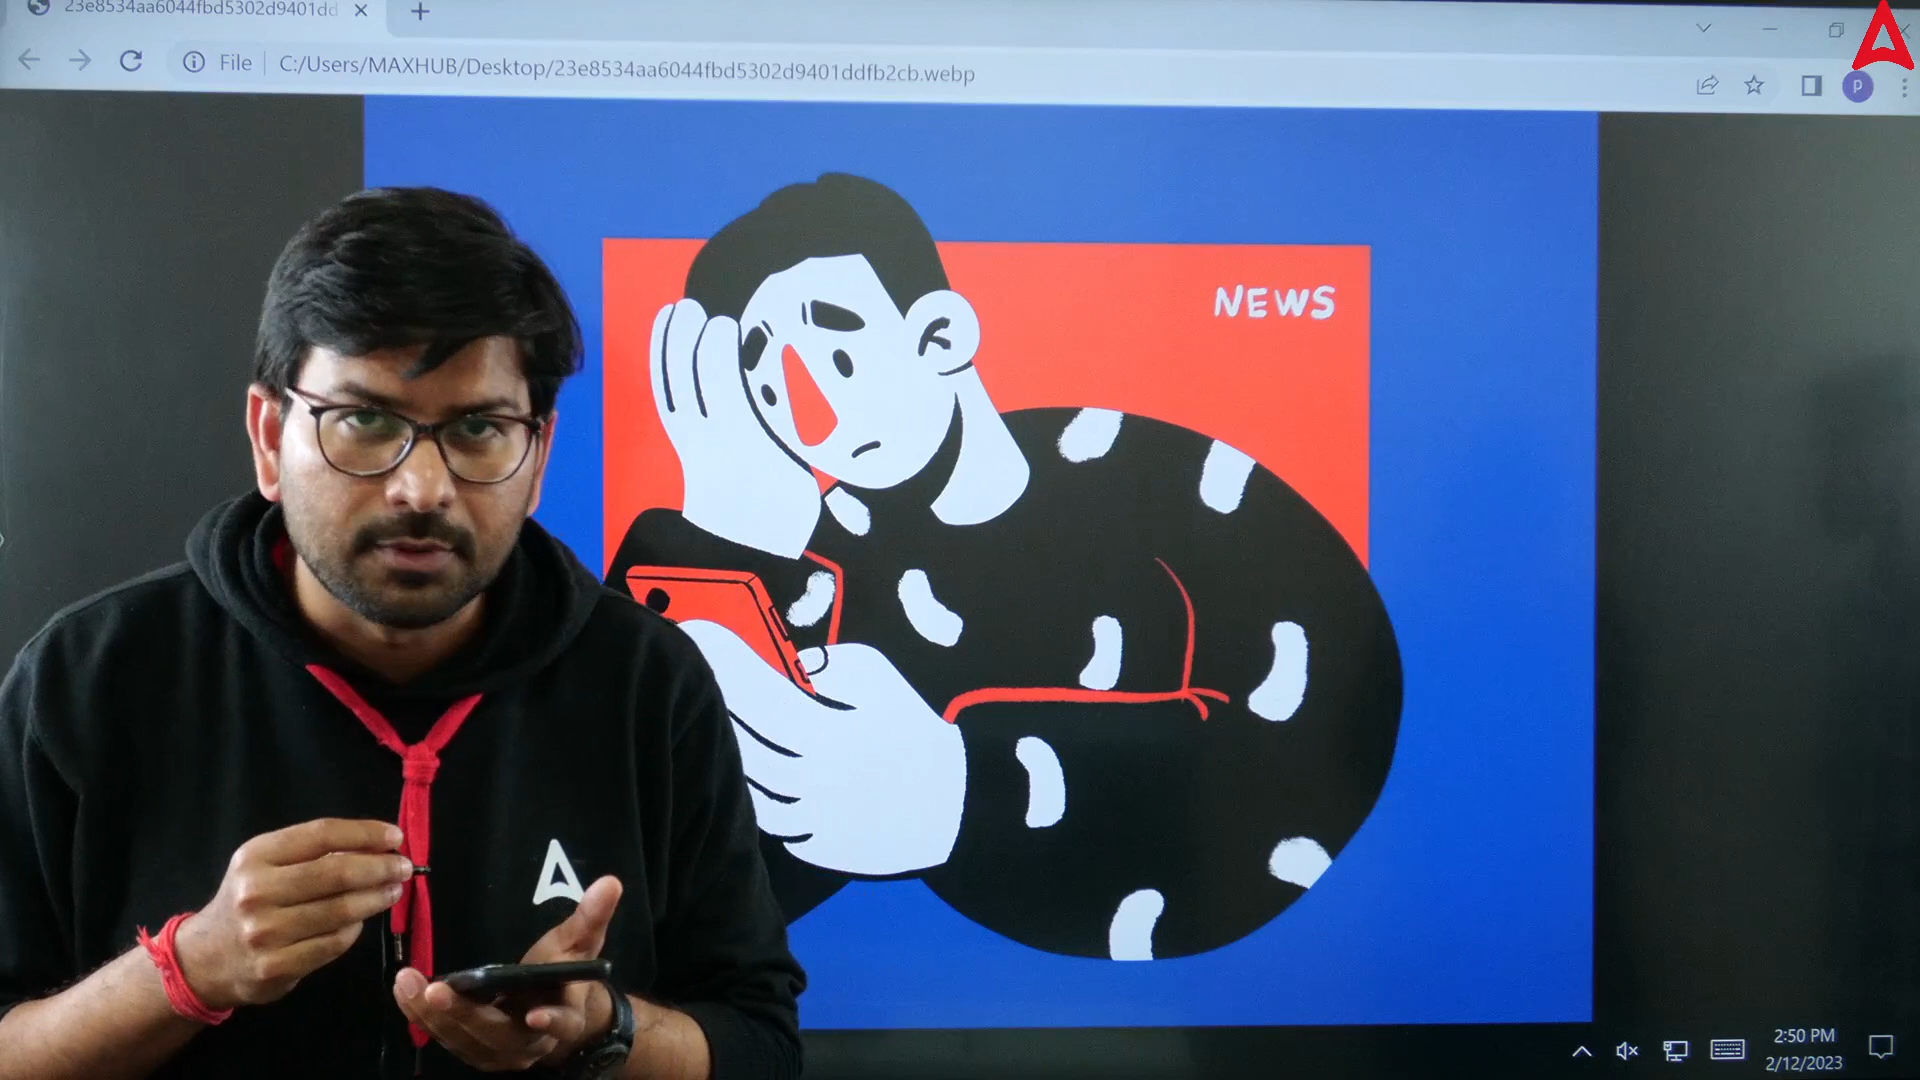 23e8534aa6044fbd5302d9401dd
File
C:/Users/MAXHUB/Desktop/23e8534aa6044fbd5302d9401ddfb2cb.webp
P
NEWS
A
2:50 PM
2/12/2023